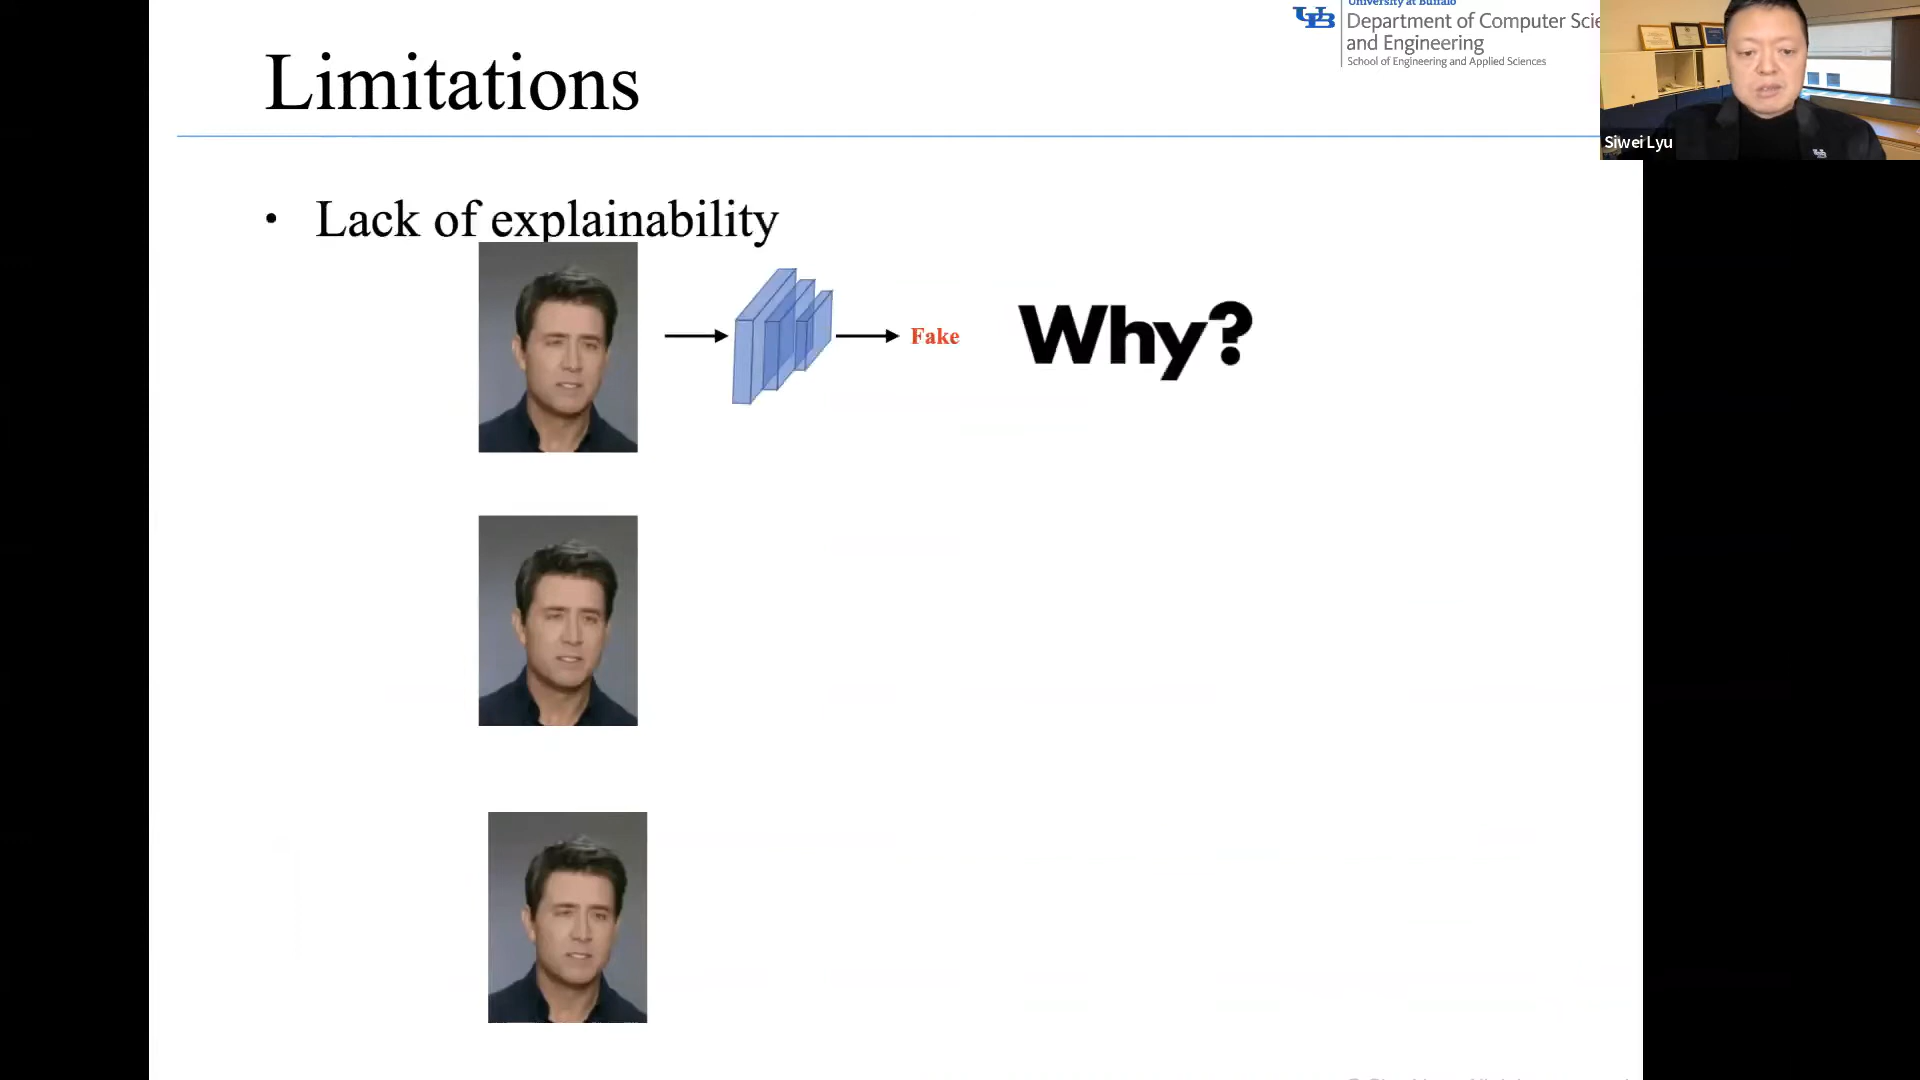 University at Buffalo
Department of Computer Scie
and Engineering
School of Engineering and Applied Sciences
Limitations
Siwei Lyu
• Lack of explainability
Fake
Why?